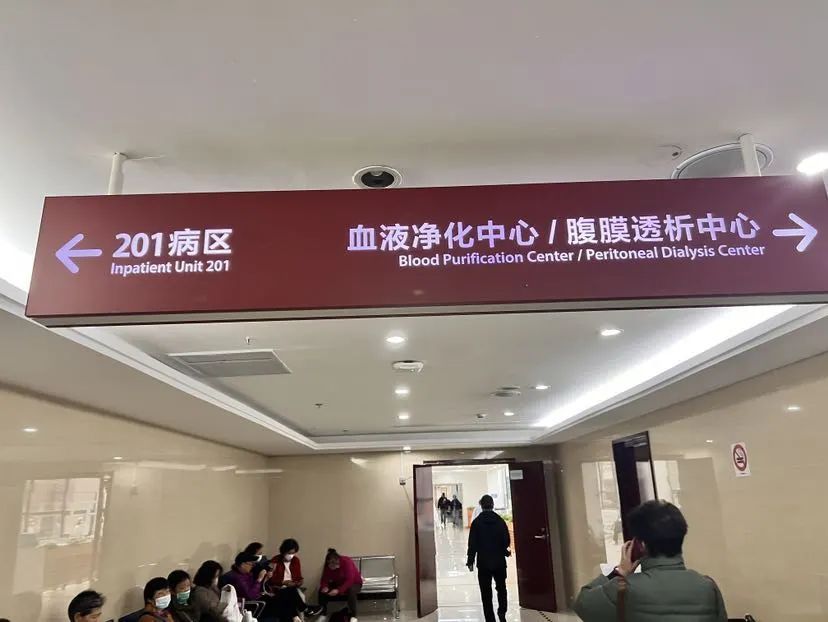 201病区
Inpatient Unit 201
血液净化中心 / 腹膜透析中心
Blood Purification Center / Peritoneal Dialysis Center